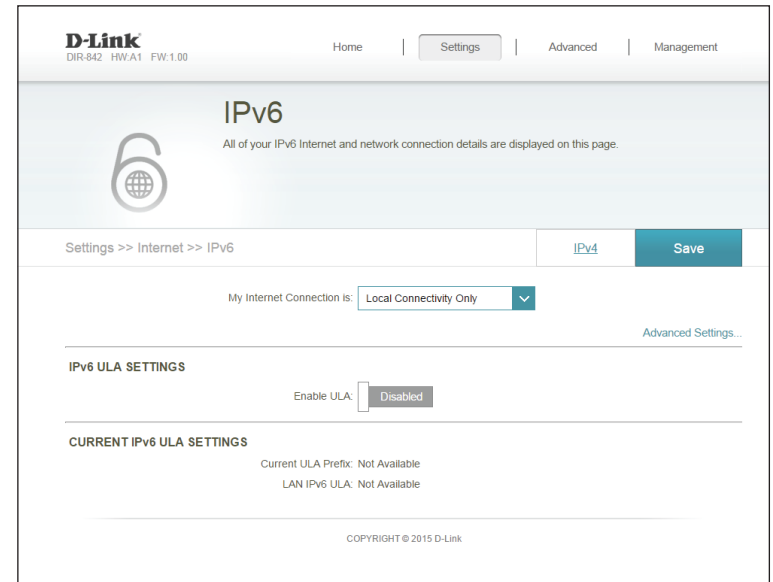 D-Link
DIR-842 HW:A1 FW:1.00
Home | Settings | Advanced | Management
IPv6
All of your IPv6 Internet and network connection details are displayed on this page.
Settings >> Internet >> IPv6
IPv4
Save
My Internet Connection is: Local Connectivity Only
Advanced Settings...
IPv6 ULA SETTINGS
Enable ULA: Disabled
CURRENT IPv6 ULA SETTINGS
Current ULA Prefix: Not Available
LAN IPv6 ULA: Not Available
COPYRIGHT © 2015 D-Link